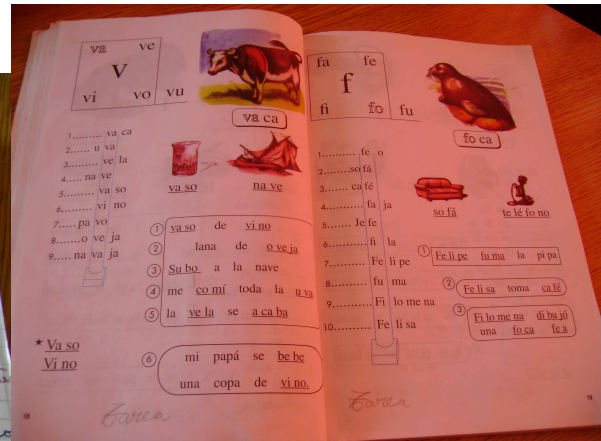 va ve
v
vi vo vu
va ca
1......... va ca
2...... u va
3......... ve la
4..... na ve
5......... va so
6......... vi no
7..... pa vo
8.......o ve ja
9..... na va ja
va so
na ve
1 va so de vi no
2 lana de o ve ja
3 Su bo a la nave
4 me co mí toda la u va
5 la ve la se a ca ba
* Va so
Vi no
6 mi papá se be be
una copa de vi no.
18
Tarea
fa fe
f
fi fo fu
fo ca
1.......... fe o
2.......so fá
3....... ca fé
4.......... fa ja
5....... Je fe
6.......... fi la
7.......... Fe li pe
8.......... fu ma
9.......... Fi lo me na
10.......... Fe li sa
so fá
te lé fo no
1 Fe li pe fu ma la pi pa
2 Fe li sa toma ca fé
3 Fi lo me na di bu jó
una fo ca fe a
Tarea
19